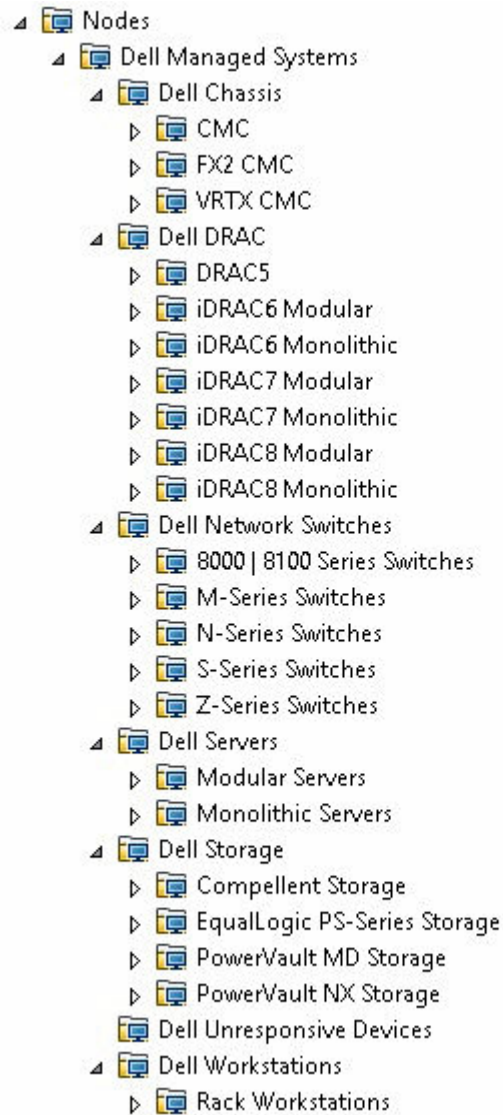 Nodes
Dell Managed Systems
Dell Chassis
CMC
FX2 CMC
VRTX CMC
Dell DRAC
DRAC5
iDRAC6 Modular
iDRAC6 Monolithic
iDRAC7 Modular
iDRAC7 Monolithic
iDRAC8 Modular
iDRAC8 Monolithic
Dell Network Switches
8000 | 8100 Series Switches
M-Series Switches
N-Series Switches
S-Series Switches
Z-Series Switches
Dell Servers
Modular Servers
Monolithic Servers
Dell Storage
Compellent Storage
EqualLogic PS-Series Storage
PowerVault MD Storage
PowerVault NX Storage
Dell Unresponsive Devices
Dell Workstations
Rack Workstations